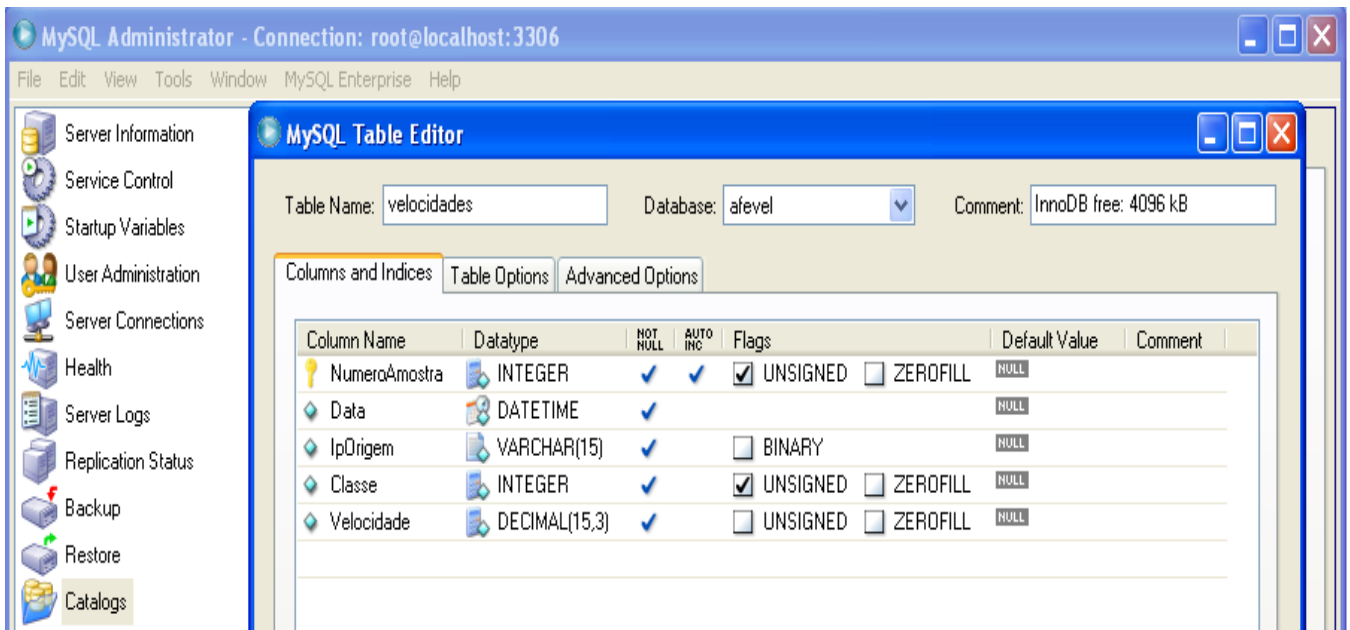 MySQL Administrator - Connection: root@localhost:3306
File Edit View Tools Window MySQL Enterprise Help
Server Information
Service Control
Startup Variables
User Administration
Server Connections
Health
Server Logs
Replication Status
Backup
Restore
Catalogs
MySQL Table Editor
Table Name: velocidades Database: afevel Comment: InnoDB free: 4096 kB
Columns and Indices Table Options Advanced Options
Column Name Datatype NOT NULL AUTO INC Flags Default Value Comment
NumeroAmostra INTEGER UNSIGNED ZEROFILL NULL
Data DATETIME NULL
IpOrigem VARCHAR(15) BINARY NULL
Classe INTEGER UNSIGNED ZEROFILL NULL
Velocidade DECIMAL(15,3) UNSIGNED ZEROFILL NULL